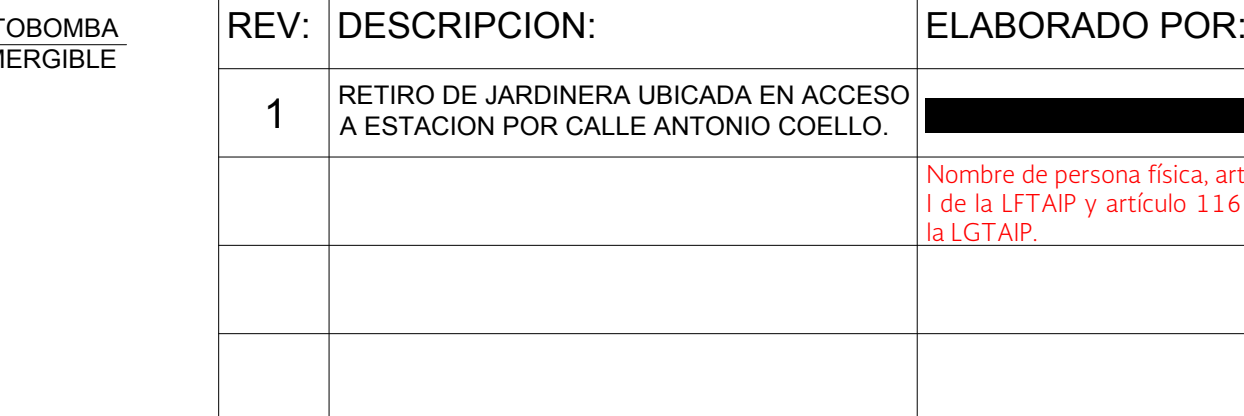 TOBOMBA
MERGIBLE
REV: DESCRIPCION: ELABORADO POR:
1 RETIRO DE JARDINERA UBICADA EN ACCESO
A ESTACION POR CALLE ANTONIO COELLO.
Nombre de persona física, art
I de la LFTAIP y artículo 116
la LGTAIP.